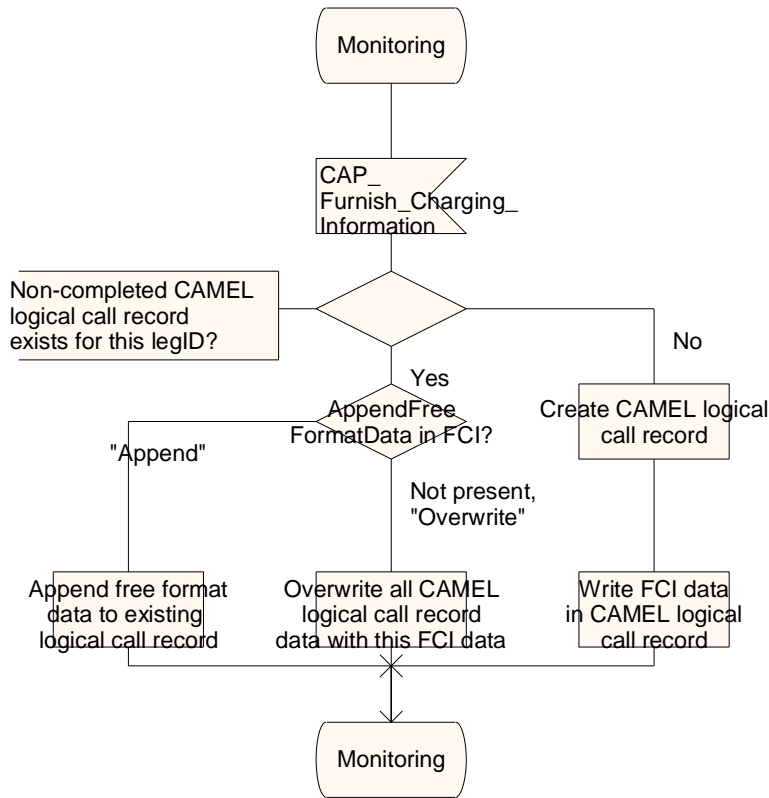 Monitoring
CAP_
Furnish_Charging_
Information
Non-completed CAMEL
logical call record
exists for this legID?
No
Yes
AppendFree
FormatData in FCI?
Create CAMEL logical
call record
"Append"
Not present,
"Overwrite"
Append free format
data to existing
logical call record
Overwrite all CAMEL
logical call record
data with this FCI data
Write FCI data
in CAMEL logical
call record
Monitoring